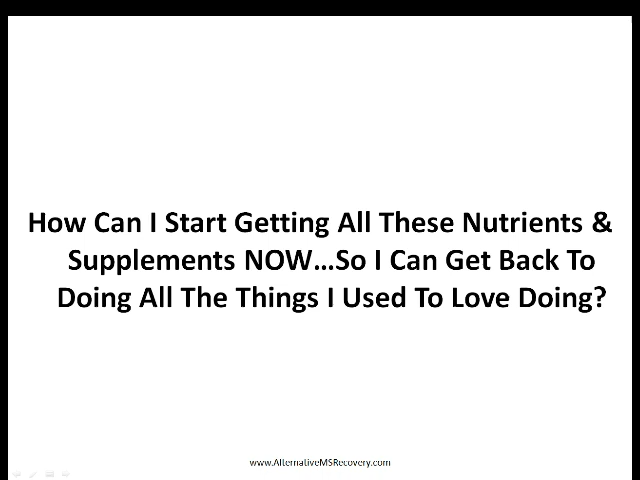 How Can I Start Getting All These Nutrients &
Supplements NOW...So I Can Get Back To
Doing All The Things I Used To Love Doing?
www.AlternativeMSRecovery.com